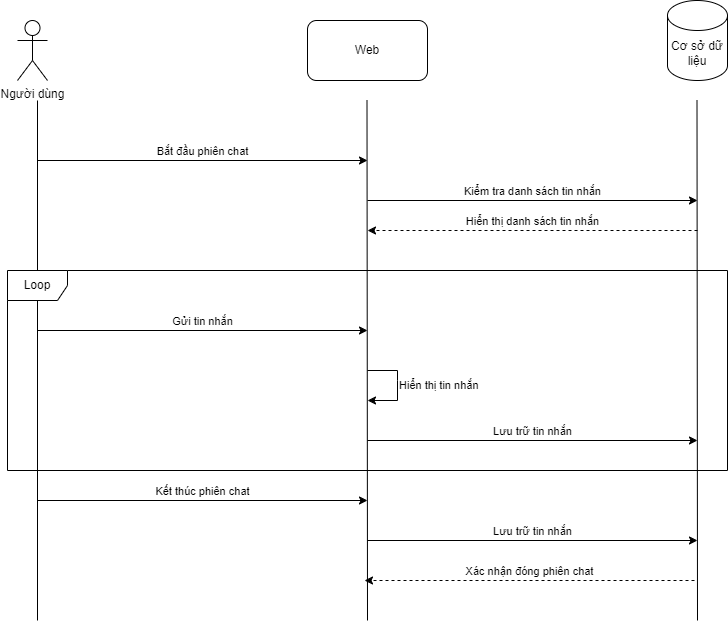 Web
Cơ sở dữ
liệu
Người dùng
Bắt đầu phiên chat
Kiểm tra danh sách tin nhắn
Hiển thị danh sách tin nhắn
Loop
Gửi tin nhắn
Hiển thị tin nhắn
Lưu trữ tin nhắn
Kết thúc phiên chat
Lưu trữ tin nhắn
Xác nhận đóng phiên chat